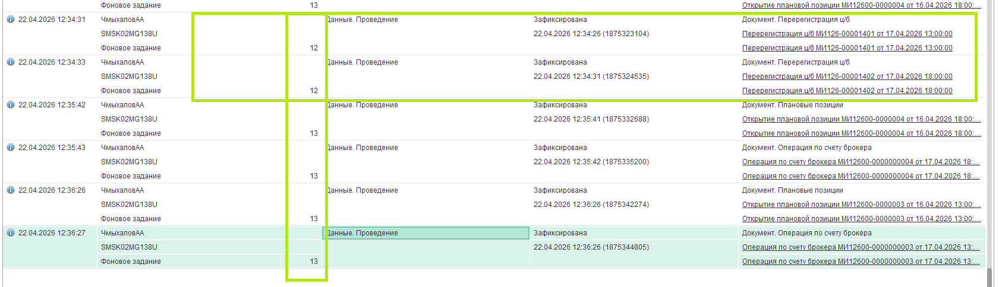 Фоновое задание 13 Открытие плановой позиции МИ12600-0000004 от 16.04.2026 18:00:...
22.04.2026 12:34:31 ЧмыхаловАА Данные. Проведение Зафиксирована Документ. Перерегистрация ц/б
SMSK02MG138U 22.04.2026 12:34:26 (1875323104) Перерегистрация ц/б МИ126-00001401 от 17.04.2026 13:00:00
Фоновое задание 12 Перерегистрация ц/б МИ126-00001401 от 17.04.2026 13:00:00
22.04.2026 12:34:33 ЧмыхаловАА Данные. Проведение Зафиксирована Документ. Перерегистрация ц/б
SMSK02MG138U 22.04.2026 12:34:31 (1875324535) Перерегистрация ц/б МИ126-00001402 от 17.04.2026 18:00:00
Фоновое задание 12 Перерегистрация ц/б МИ126-00001402 от 17.04.2026 18:00:00
22.04.2026 12:35:42 ЧмыхаловАА Данные. Проведение Зафиксирована Документ. Плановые позиции
SMSK02MG138U 22.04.2026 12:35:41 (1875332688) Открытие плановой позиции МИ12600-0000004 от 16.04.2026 18:00:...
Фоновое задание 13 Открытие плановой позиции МИ12600-0000004 от 16.04.2026 18:00:...
22.04.2026 12:35:43 ЧмыхаловАА Данные. Проведение Зафиксирована Документ. Операция по счету брокера
SMSK02MG138U 22.04.2026 12:35:42 (1875335200) Операция по счету брокера МИ12600-0000000004 от 17.04.2026 18:...
Фоновое задание 13 Операция по счету брокера МИ12600-0000000004 от 17.04.2026 18:...
22.04.2026 12:36:26 ЧмыхаловАА Данные. Проведение Зафиксирована Документ. Плановые позиции
SMSK02MG138U 22.04.2026 12:36:26 (1875342274) Открытие плановой позиции МИ12600-0000003 от 16.04.2026 13:00:...
Фоновое задание 13 Открытие плановой позиции МИ12600-0000003 от 16.04.2026 13:00:...
22.04.2026 12:36:27 ЧмыхаловАА Данные. Проведение Зафиксирована Документ. Операция по счету брокера
SMSK02MG138U 22.04.2026 12:36:26 (1875344805) Операция по счету брокера МИ12600-0000000003 от 17.04.2026 13:...
Фоновое задание 13 Операция по счету брокера МИ12600-0000000003 от 17.04.2026 13:...